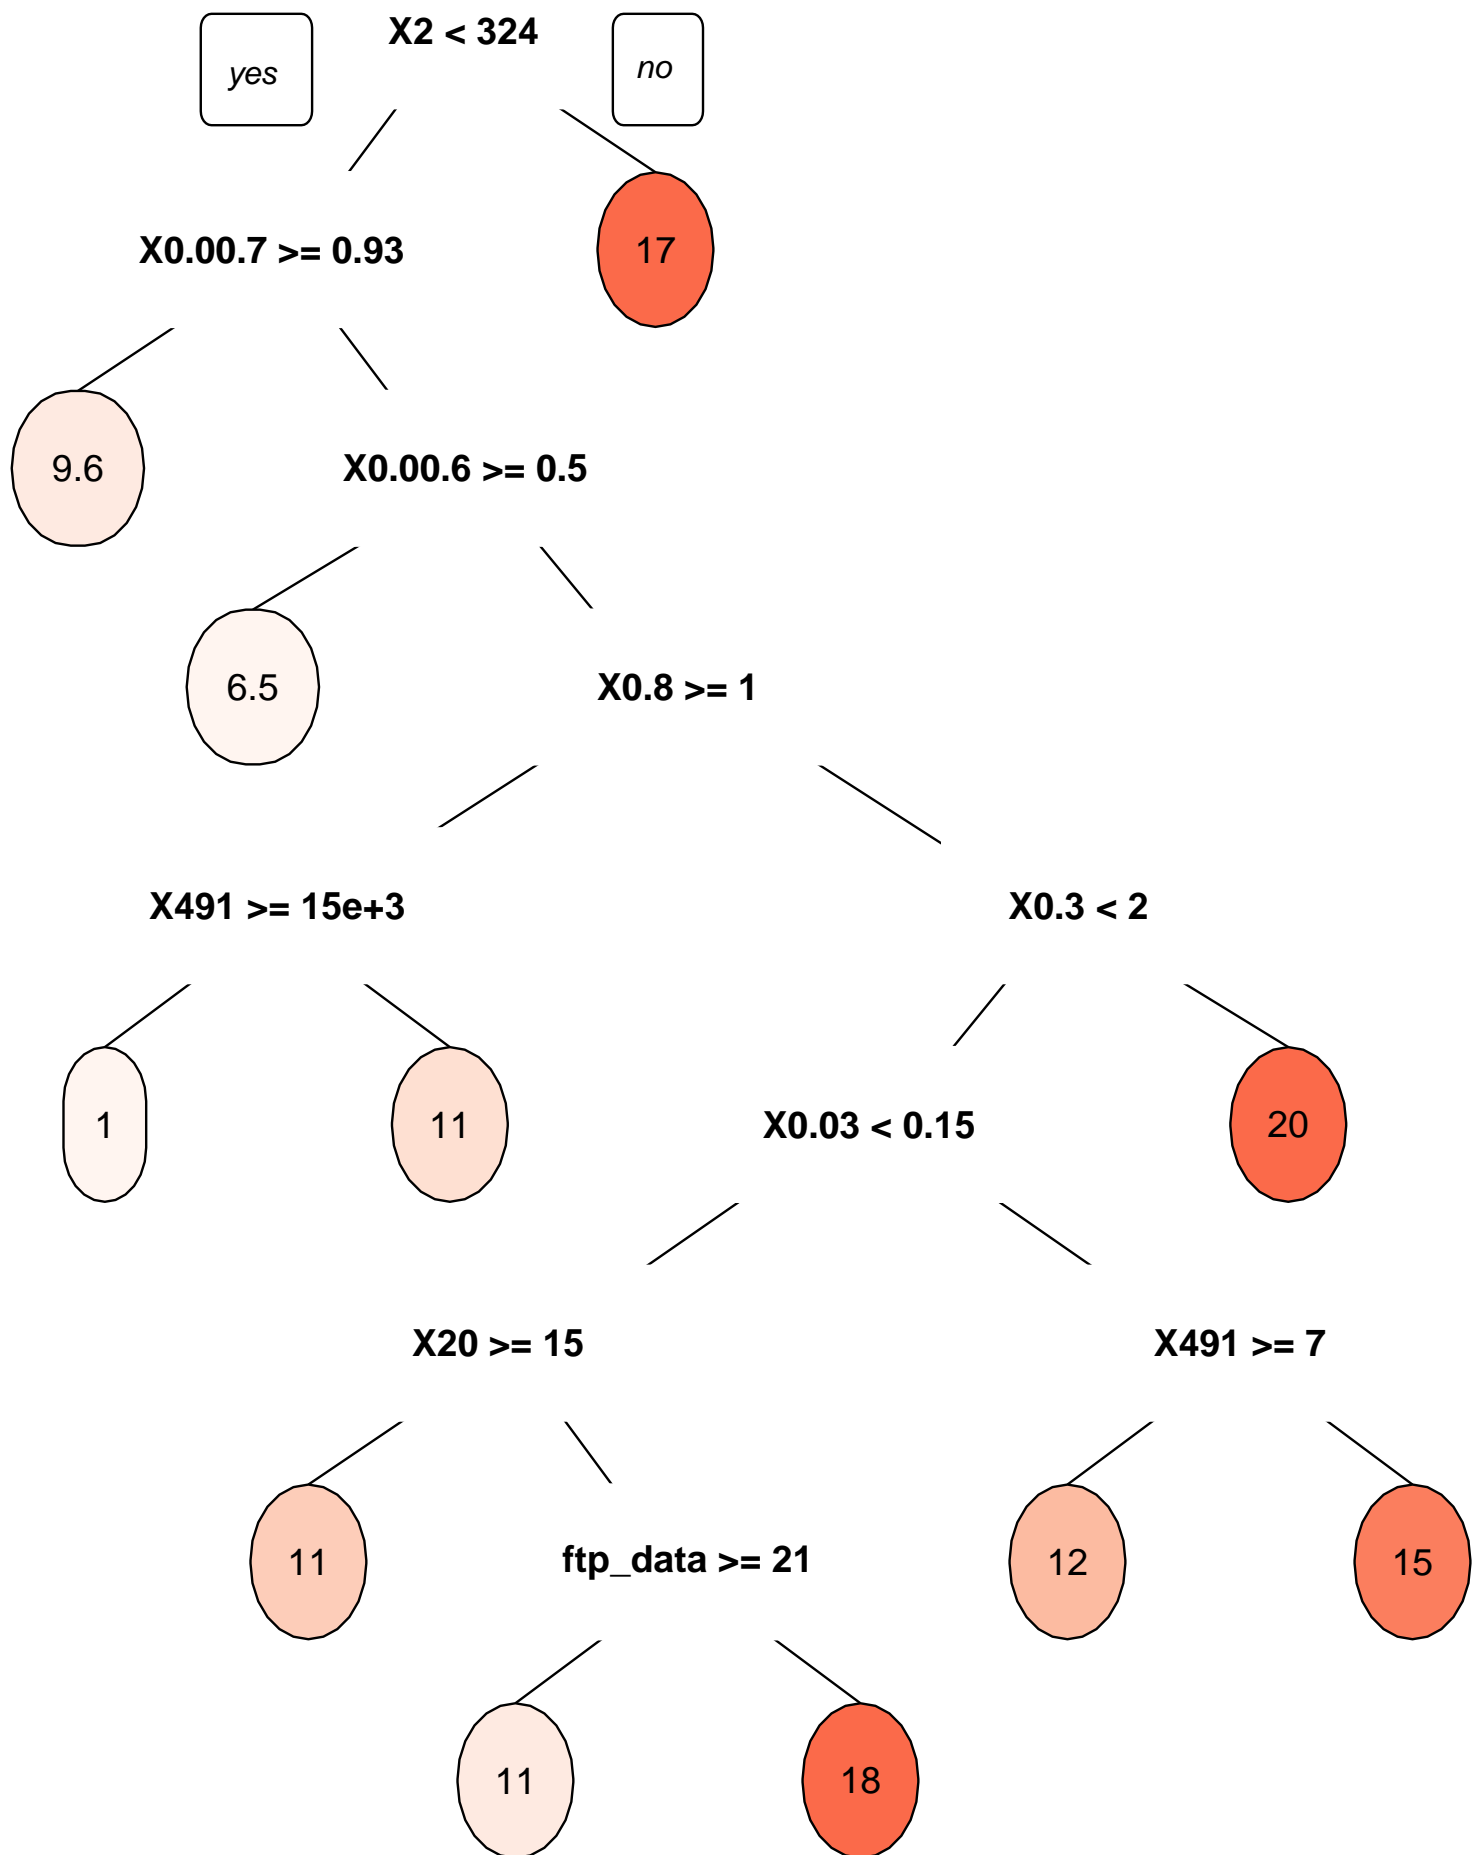 X2 < 324
yes
no
X0.00.7 >= 0.93
17
9.6
X0.00.6 >= 0.5
6.5
X0.8 >= 1
X491 >= 15e+3
X0.3 < 2
1
11
X0.03 < 0.15
20
X20 >= 15
X491 >= 7
11
ftp_data >= 21
12
15
11
18